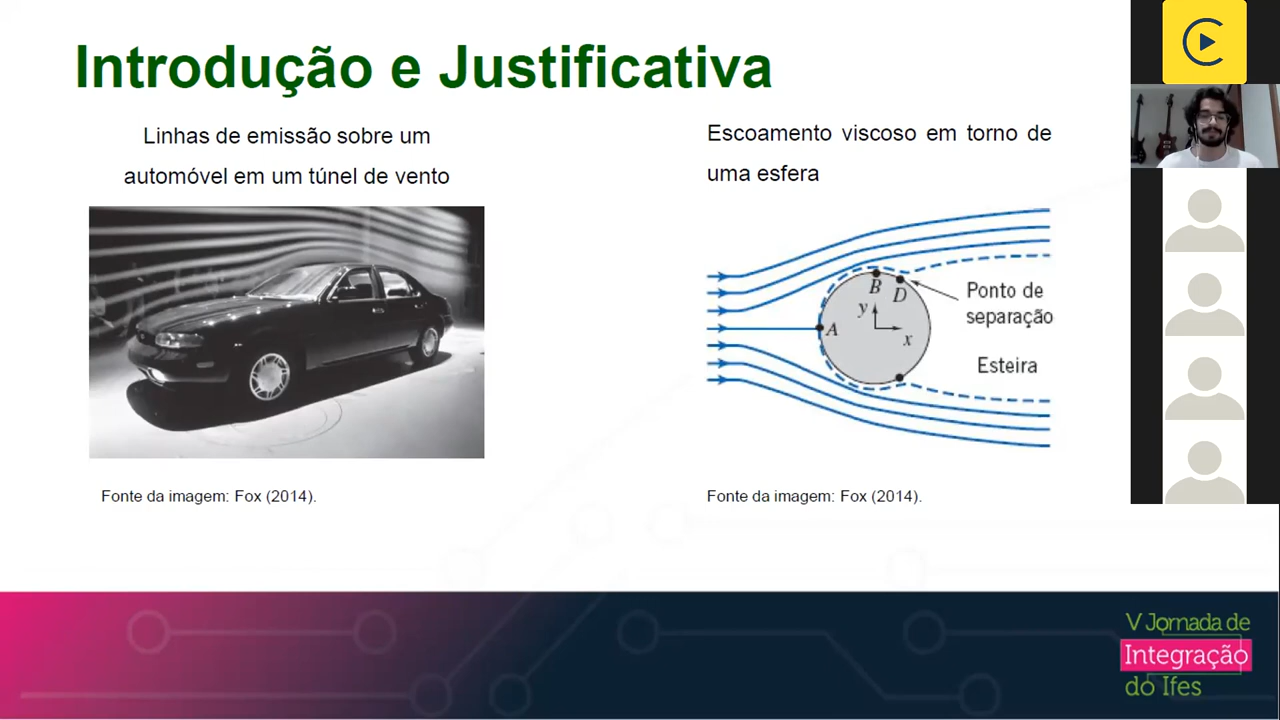 Introdução e Justificativa
Linhas de emissão sobre um
automóvel em um túnel de vento
Fonte da imagem: Fox (2014).
Escoamento viscoso em torno de
uma esfera
B
D
Ponto de
separação
y
A
x
Esteira
Fonte da imagem: Fox (2014).
V Jornada de
Integração
do Ifes